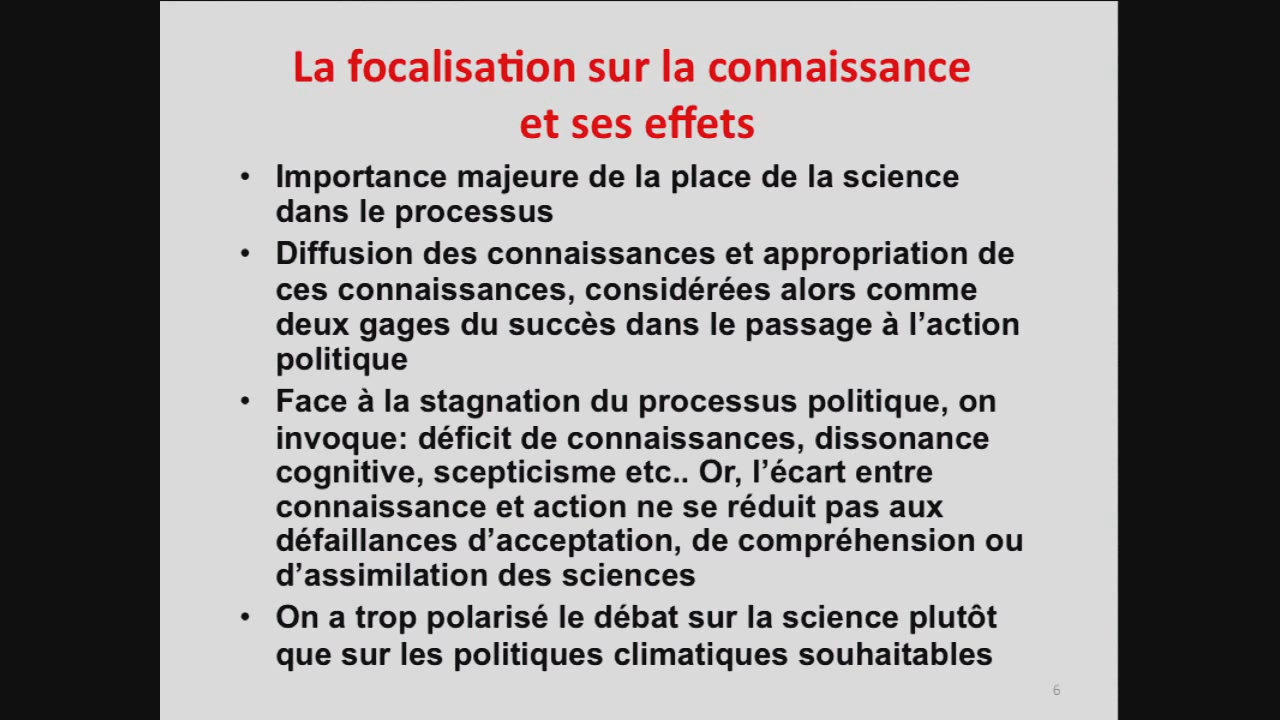 La focalisation sur la connaissance
et ses effets
• Importance majeure de la place de la science
dans le processus
• Diffusion des connaissances et appropriation de
ces connaissances, considérées alors comme
deux gages du succès dans le passage à l’action
politique
• Face à la stagnation du processus politique, on
invoque: déficit de connaissances, dissonance
cognitive, scepticisme etc.. Or, l’écart entre
connaissance et action ne se réduit pas aux
défaillances d’acceptation, de compréhension ou
d’assimilation des sciences
• On a trop polarisé le débat sur la science plutôt
que sur les politiques climatiques souhaitables
6